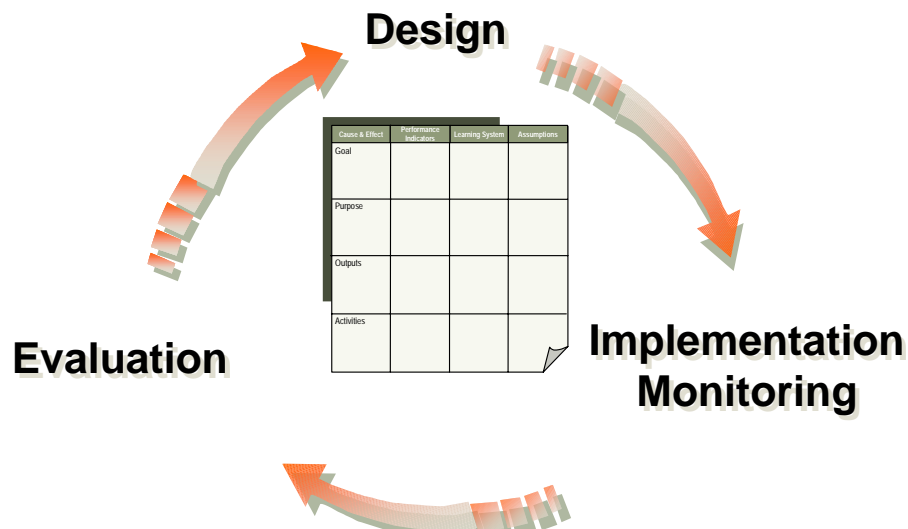 Design
Cause & Effect
Performance
Indicators
Learning System
Assumptions
Goal
Purpose
Outputs
Activities
Evaluation
Implementation
Monitoring